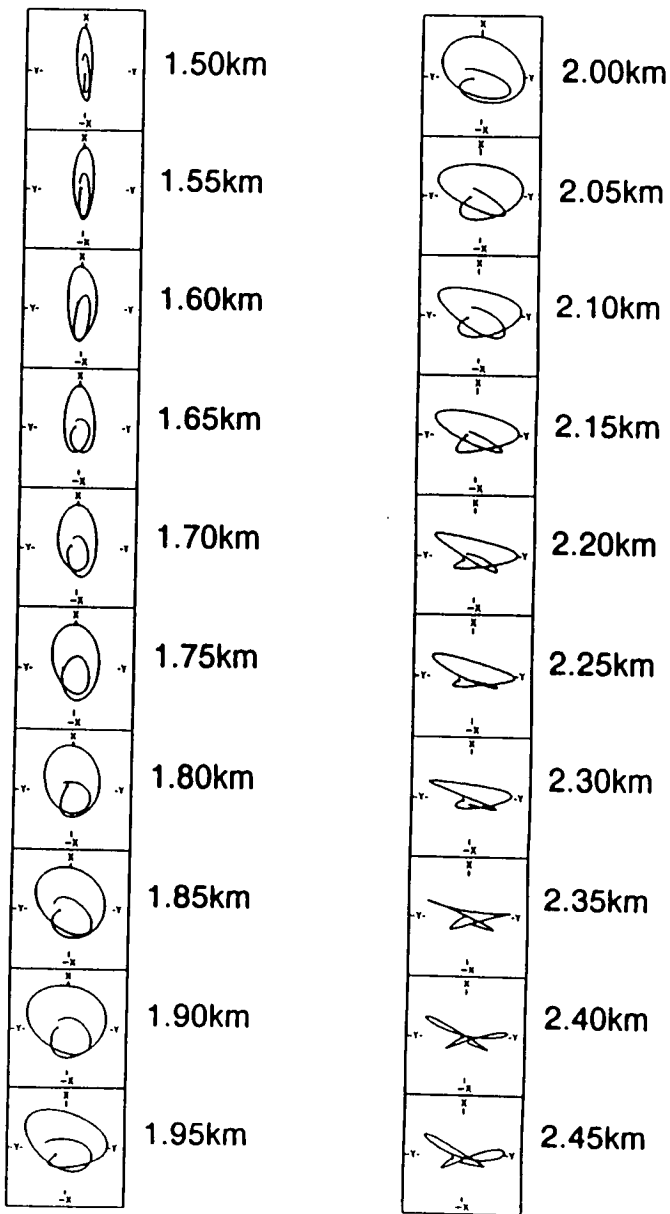 X
-Y- -Y 1.50km
-X
X
-Y- -Y 1.55km
-X
X
-Y- -Y 1.60km
-X
X
-Y- -Y 1.65km
-X
X
-Y- -Y 1.70km
-X
X
-Y- -Y 1.75km
-X
X
-Y- -Y 1.80km
-X
X
-Y- -Y 1.85km
-X
X
-Y- -Y 1.90km
-X
X
-Y- -Y 1.95km
-X
X
-Y- -Y 2.00km
-X
X
-Y- -Y 2.05km
-X
X
-Y- -Y 2.10km
-X
X
-Y- -Y 2.15km
-X
X
-Y- -Y 2.20km
-X
X
-Y- -Y 2.25km
-X
X
-Y- -Y 2.30km
-X
X
-Y- -Y 2.35km
-X
X
-Y- -Y 2.40km
-X
X
-Y- -Y 2.45km
-X